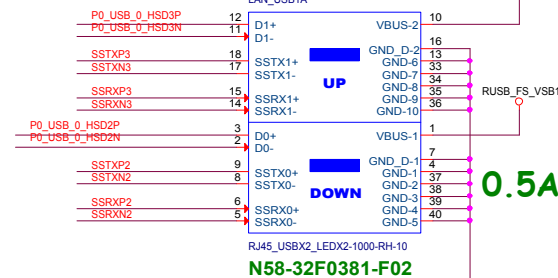 LAN_USB1A
P0_USB_0_HSD3P 12 D1+ VBUS-2 10
P0_USB_0_HSD3N 11 D1-
GND_D-2 16
SSTXP3 18 SSTX1+ GND-6 13
SSTXN3 17 SSTX1- GND-7 33
UP GND-8 34
SSRXP3 15 SSRX1+ GND-9 35 RUSB_FS_VSB1
SSRXN3 14 SSRX1- GND-10 36
P0_USB_0_HSD2P 3 D0+ VBUS-1 1
P0_USB_0_HSD2N 2 D0-
GND_D-1 7
SSTXP2 9 SSTX0+ GND-1 4
SSTXN2 8 SSTX0- GND-2 37 0.5A
DOWN GND-3 38
SSRXP2 6 SSRX0+ GND-4 39
SSRXN2 5 SSRX0- GND-5 40
RJ45_USBX2_LEDX2-1000-RH-10
N58-32F0381-F02